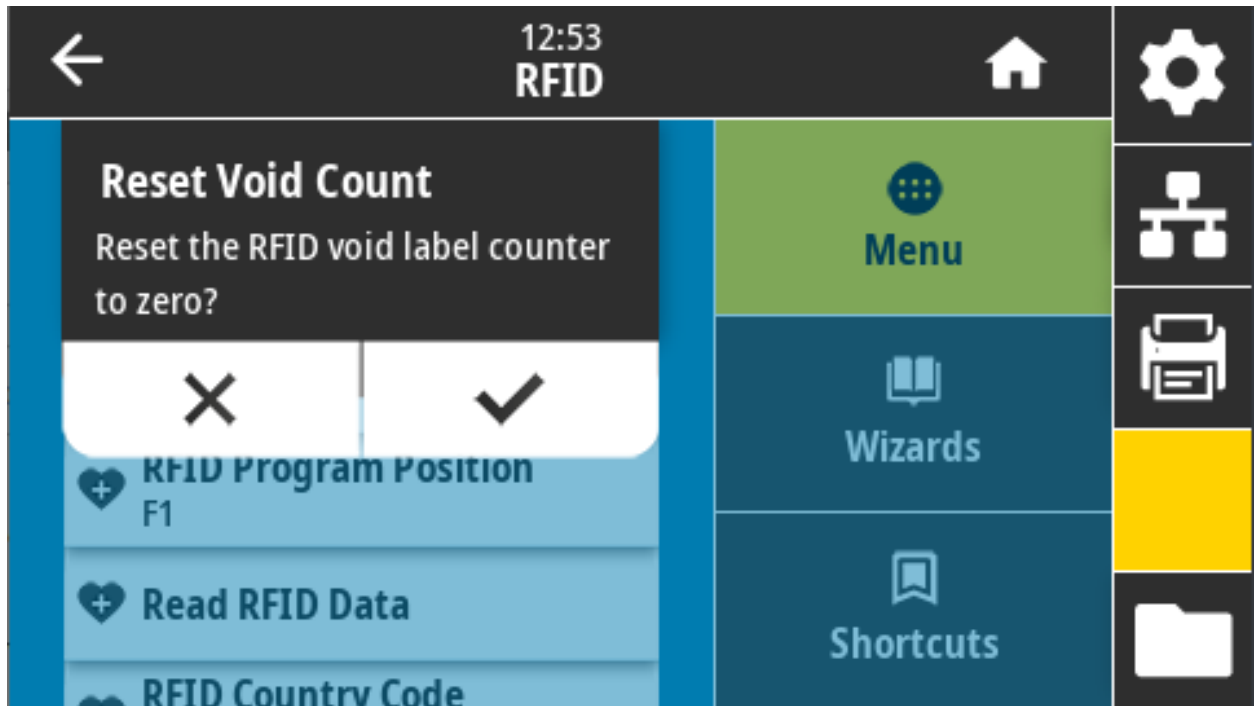 12:53
RFID
Reset Void Count
Reset the RFID void label counter
to zero?
RFID Program Position
F1
Read RFID Data
RFID Country Code
Menu
Wizards
Shortcuts